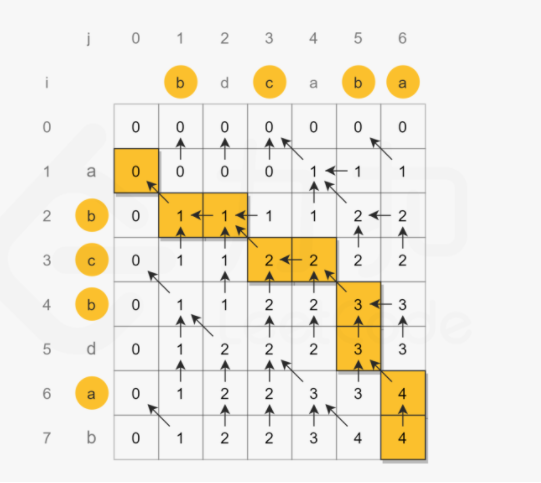 j 0 1 2 3 4 5 6
i b d c a b a
0 0 0 0 0 0 0 0
1 a 0 0 0 0 1 1 1
2 b 0 1 1 1 1 2 2
3 c 0 1 1 2 2 2 2
4 b 0 1 1 2 2 3 3
5 d 0 1 2 2 2 3 3
6 a 0 1 2 2 3 3 4
7 b 0 1 2 2 3 4 4